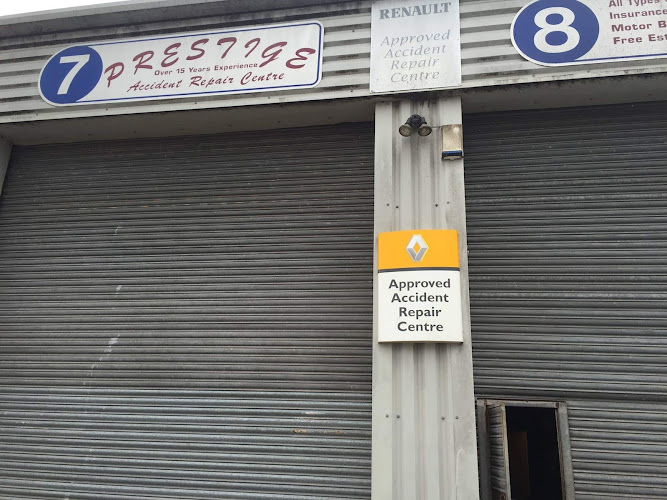 7
PRESTIGE
Over 15 Years Experience
Accident Repair Centre
RENAULT
Approved
Accident
Repair
Centre
8
All Types
Insurance
Motor B
Free Est
Approved
Accident
Repair
Centre